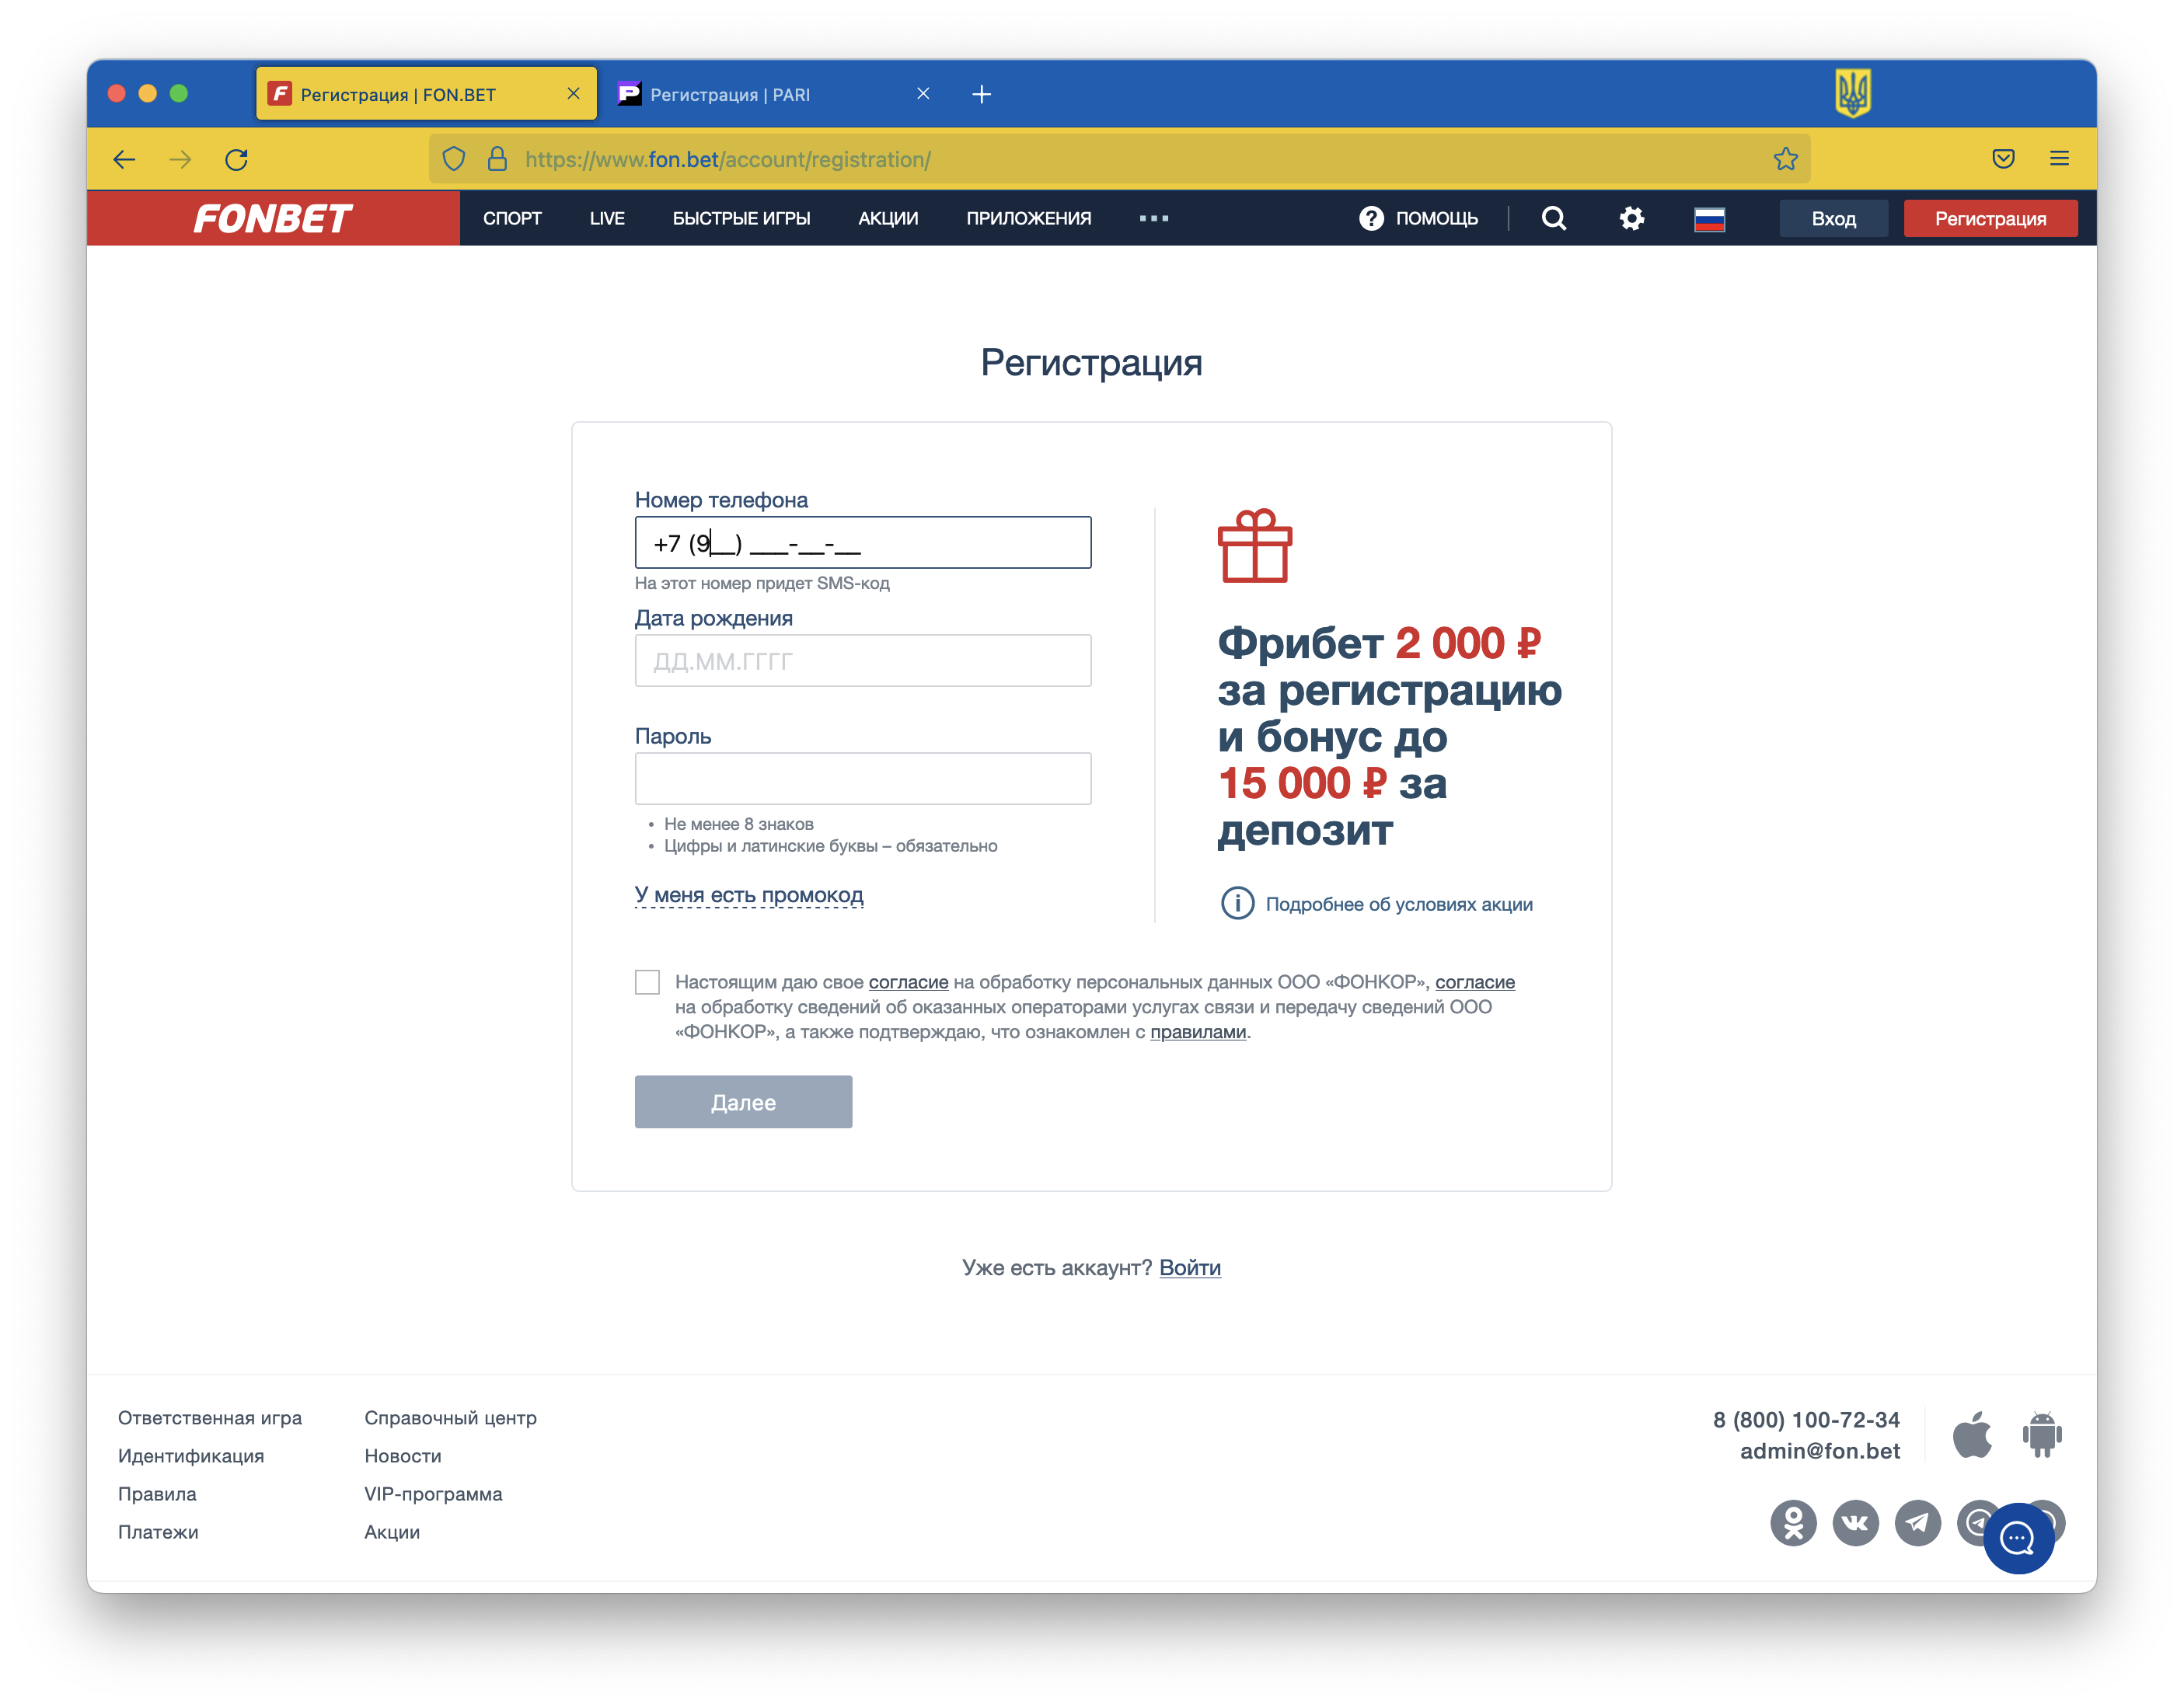 Регистрация | FON.BET
Регистрация | PARI
https://www.fon.bet/account/registration/
FONBET
СПОРТ
LIVE
БЫСТРЫЕ ИГРЫ
АКЦИИ
ПРИЛОЖЕНИЯ
ПОМОЩЬ
Вход
Регистрация
Регистрация
Номер телефона
+7 (9__) ___-__-__
На этот номер придет SMS-код
Дата рождения
ДД.ММ.ГГГГ
Пароль
• Не менее 8 знаков
• Цифры и латинские буквы – обязательно
У меня есть промокод
Фрибет 2 000 ₽
за регистрацию
и бонус до
15 000 ₽ за
депозит
Подробнее об условиях акции
Настоящим даю свое согласие на обработку персональных данных ООО «ФОНКОР», согласие
на обработку сведений об оказанных операторами услугах связи и передачу сведений ООО
«ФОНКОР», а также подтверждаю, что ознакомлен с правилами.
Далее
Уже есть аккаунт? Войти
Ответственная игра
Идентификация
Правила
Платежи
Справочный центр
Новости
VIP-программа
Акции
8 (800) 100-72-34
admin@fon.bet